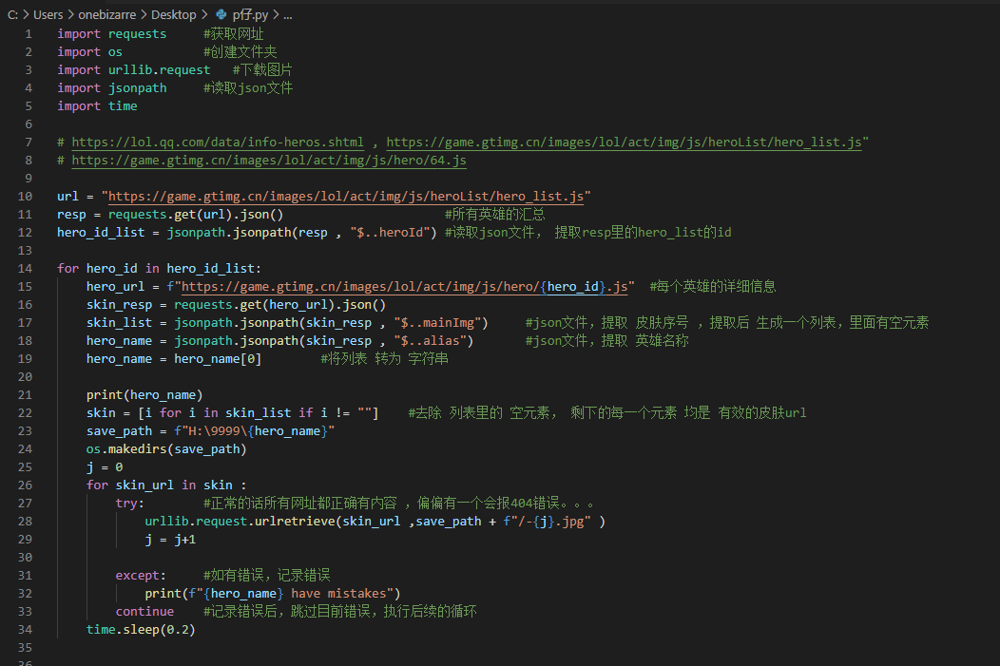 C: > Users > onebizarre > Desktop > p仔.py > ...
1 import requests     #获取网址
2 import os           #创建文件夹
3 import urllib.request   #下载图片
4 import jsonpath     #读取json文件
5 import time
6
7 # https://lol.qq.com/data/info-heros.shtml , https://game.gtimg.cn/images/lol/act/img/js/heroList/hero_list.js"
8 # https://game.gtimg.cn/images/lol/act/img/js/hero/64.js
9
10 url = "https://game.gtimg.cn/images/lol/act/img/js/heroList/hero_list.js"
11 resp = requests.get(url).json()                      #所有英雄的汇总
12 hero_id_list = jsonpath.jsonpath(resp , "$..heroId") #读取json文件， 提取resp里的hero_list的id
13
14 for hero_id in hero_id_list:
15     hero_url = f"https://game.gtimg.cn/images/lol/act/img/js/hero/{hero_id}.js"  #每个英雄的详细信息
16     skin_resp = requests.get(hero_url).json()
17     skin_list = jsonpath.jsonpath(skin_resp , "$..mainImg")     #json文件，提取 皮肤序号 ，提取后 生成一个列表，里面有空元素
18     hero_name = jsonpath.jsonpath(skin_resp , "$..alias")       #json文件，提取 英雄名称
19     hero_name = hero_name[0]        #将列表 转为 字符串
20
21     print(hero_name)
22     skin = [i for i in skin_list if i != ""]    #去除 列表里的 空元素， 剩下的每一个元素 均是 有效的皮肤url
23     save_path = f"H:\9999\{hero_name}"
24     os.makedirs(save_path)
25     j = 0
26     for skin_url in skin :
27         try:        #正常的话所有网址都正确有内容 ，偏偏有一个会报404错误。。。
28             urllib.request.urlretrieve(skin_url ,save_path + f"/-{j}.jpg" )
29             j = j+1
30
31         except:     #如有错误，记录错误
32             print(f"{hero_name} have mistakes")
33         continue    #记录错误后，跳过目前错误，执行后续的循环
34     time.sleep(0.2)
35
36